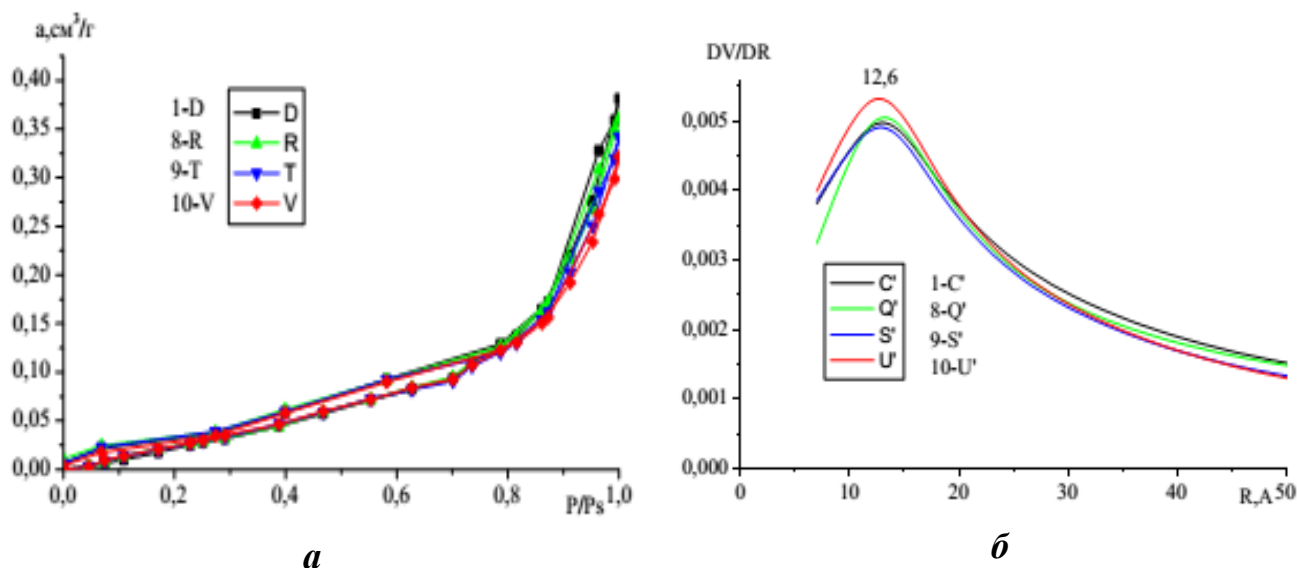 a,см³/г
0,40
0,35
0,30
0,25
0,20
0,15
0,10
0,05
0,00
1-D
8-R
9-T
10-V
D
R
T
V
0,0
0,2
0,4
0,6
0,8
1,0
P/Ps
а
DV/DR
12,6
0,005
0,004
0,003
0,002
0,001
0,000
C'
Q'
S'
U'
1-C'
8-Q'
9-S'
10-U'
0
10
20
30
40
50
R,A
б